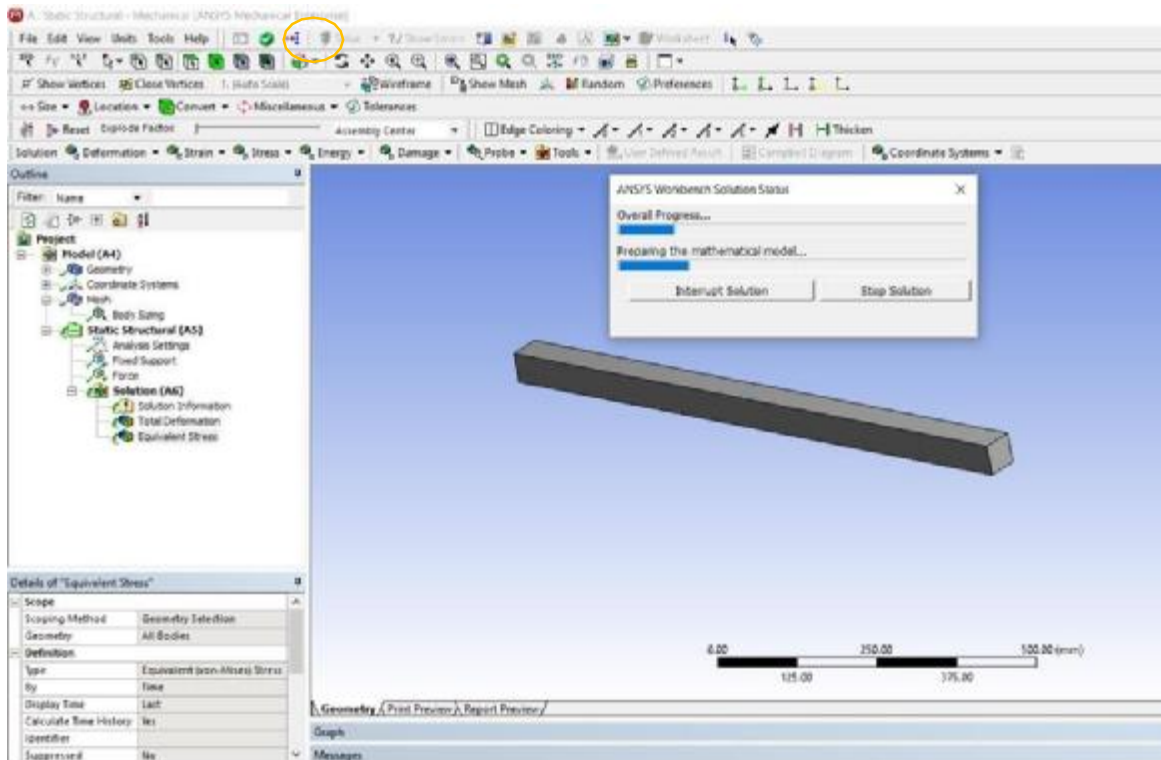 A : Static Structural - Mechanical [ANSYS Mechanical Enterprise]
File Edit View Units Tools Help Solve ?/ Show Errors Worksheet
Show Vertices Close Vertices (Auto Scale) Wireframe Show Mesh Random Preferences
Size Location Convert Miscellaneous Tolerances
Reset Explode Factor Assembly Center Edge Coloring Thicken
Solution Deformation Strain Stress Energy Damage Probe Tools User Defined Result Campbell Diagram Coordinate Systems
Outline
Filter: Name
Project
Model (A4)
Geometry
Coordinate Systems
Mesh
Body Sizing
Static Structural (A5)
Analysis Settings
Fixed Support
Force
Solution (A6)
Solution Information
Total Deformation
Equivalent Stress
ANSYS Workbench Solution Status
Overall Progress...
Preparing the mathematical model...
Interrupt Solution Stop Solution
0.00 250.00 500.00 (mm)
125.00 375.00
Details of "Equivalent Stress"
Scope
Scoping Method Geometry Selection
Geometry All Bodies
Definition
Type Equivalent (von-Mises) Stress
By Time
Display Time Last
Calculate Time History Yes
Identifier
Suppressed No
Geometry Print Preview Report Preview
Graph
Messages